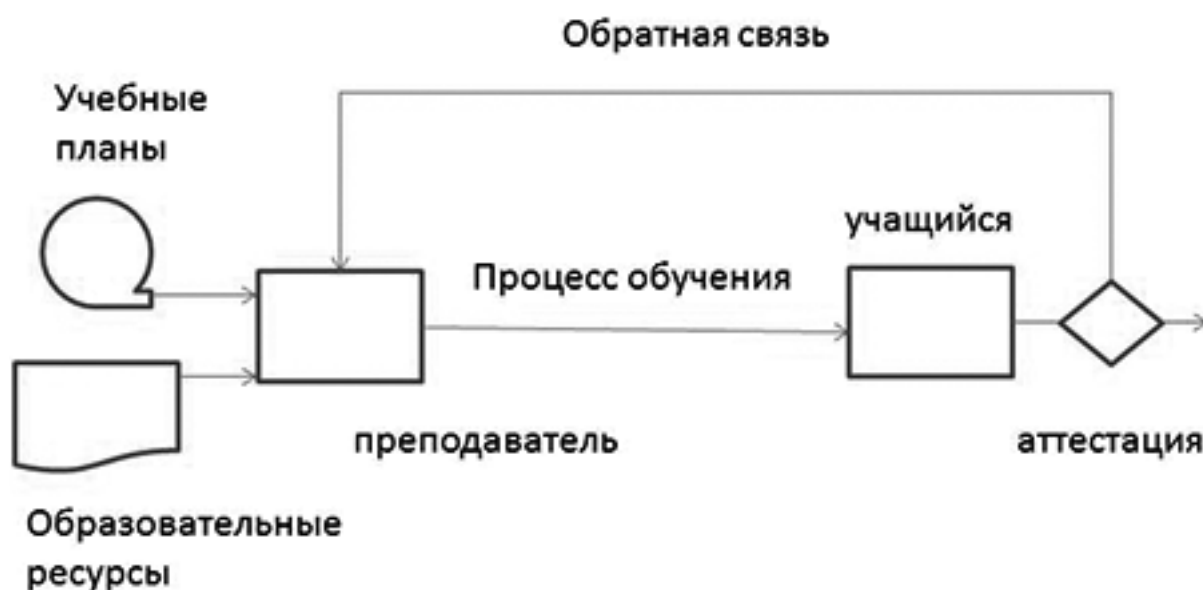 Обратная связь
Учебные
планы
учащийся
Процесс обучения
преподаватель
аттестация
Образовательные
ресурсы